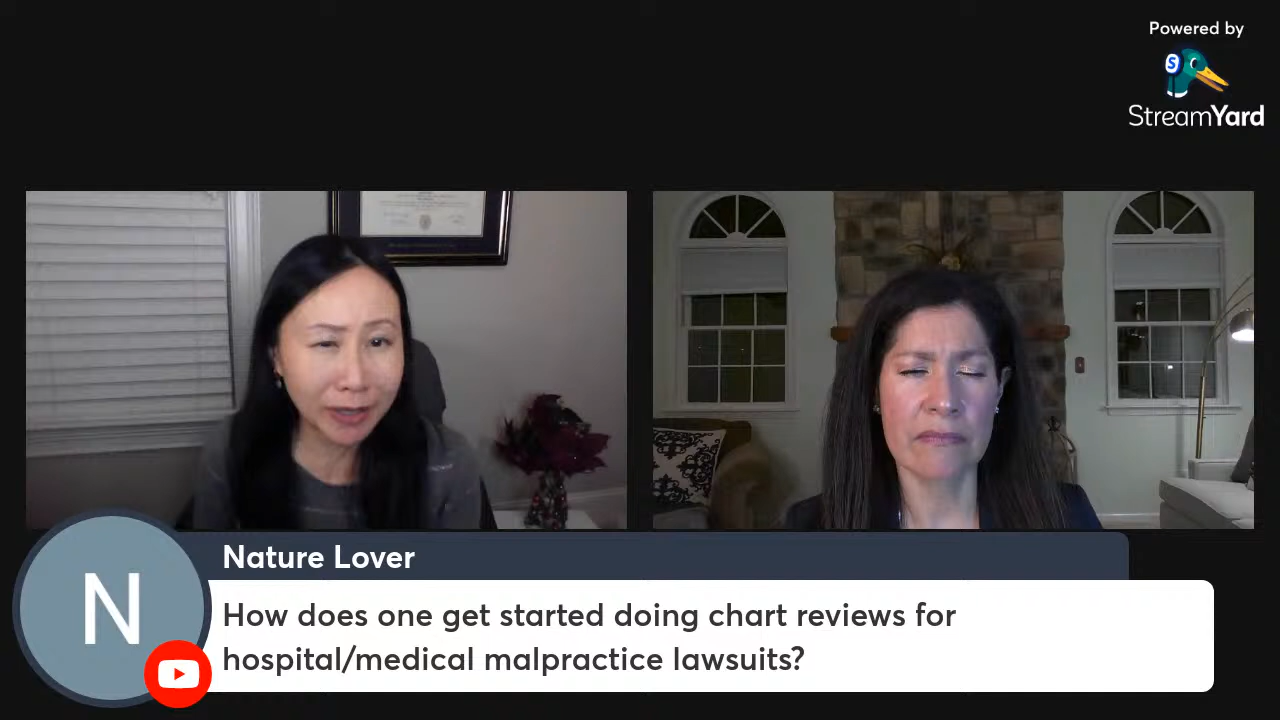 Powered by
S
StreamYard
N
Nature Lover
How does one get started doing chart reviews for
hospital/medical malpractice lawsuits?